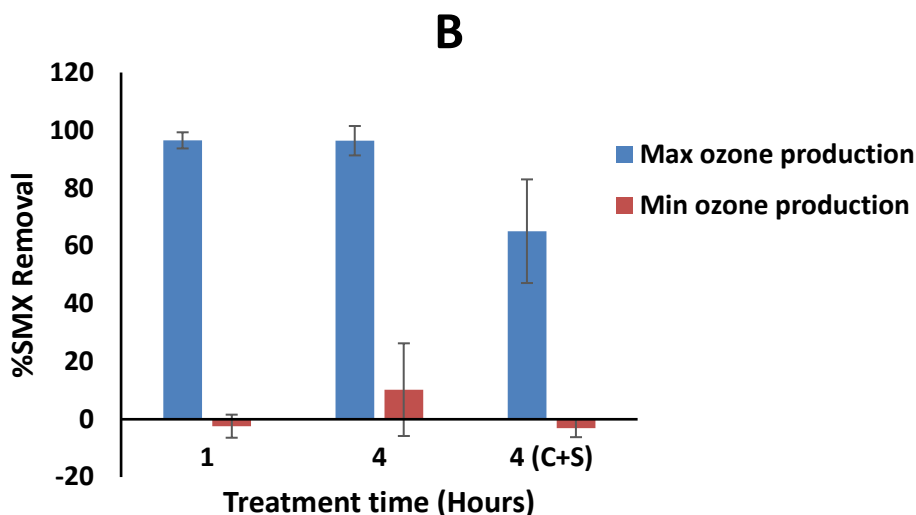 B
120
100
80
60
40
20
0
-20
%SMX Removal
1
4
4 (C+S)
Treatment time (Hours)
Max ozone production
Min ozone production